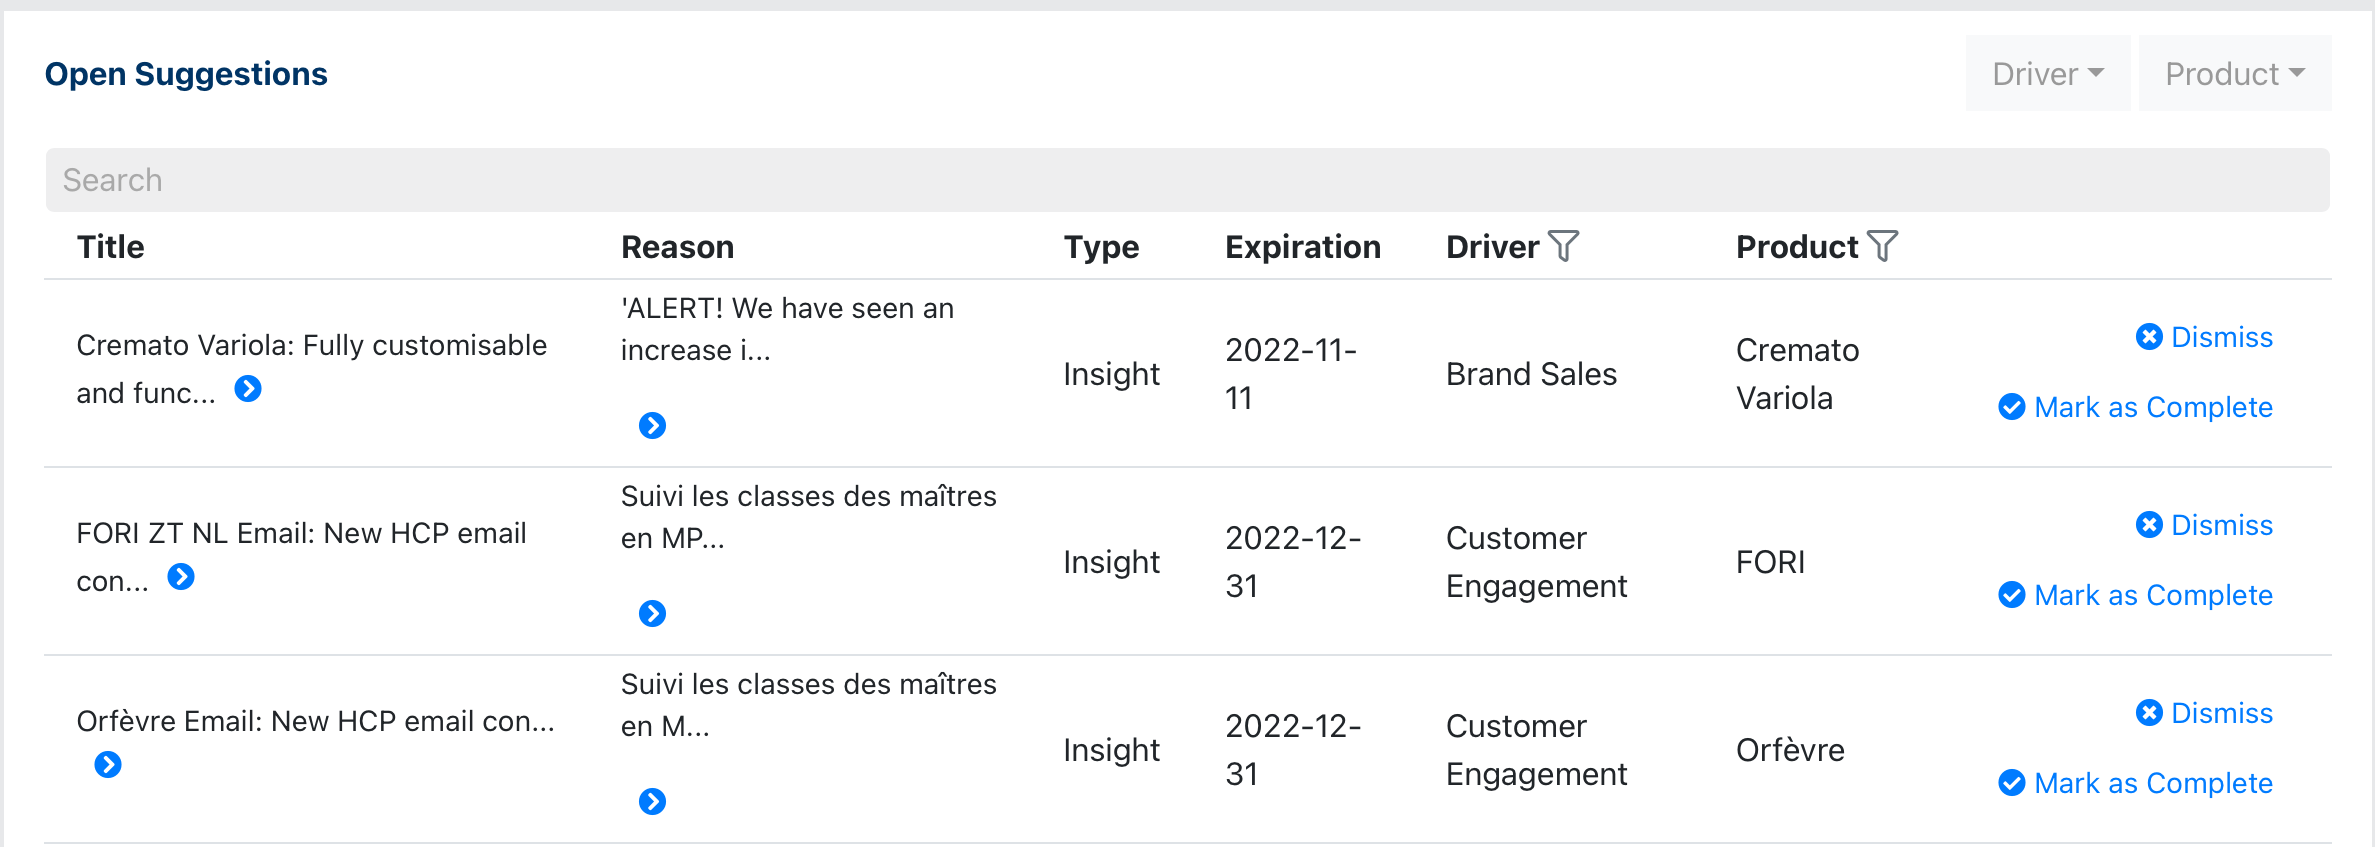 Open Suggestions
Driver
Product
Search
Title
Reason
Type
Expiration
Driver
Product
Cremato Variola: Fully customisable
and func...
'ALERT! We have seen an
increase i...
Insight
2022-11-
11
Brand Sales
Cremato
Variola
Dismiss
Mark as Complete
FORI ZT NL Email: New HCP email
con...
Suivi les classes des maîtres
en MP...
Insight
2022-12-
31
Customer
Engagement
FORI
Dismiss
Mark as Complete
Orfèvre Email: New HCP email con...
Suivi les classes des maîtres
en M...
Insight
2022-12-
31
Customer
Engagement
Orfèvre
Dismiss
Mark as Complete